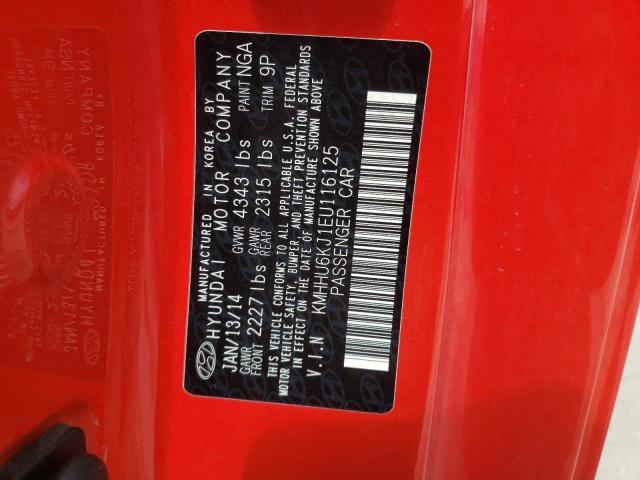 MANUFACTURED IN KOREA BY
HYUNDAI MOTOR COMPANY
JAN/13/14 GVWR 4343 lbs PAINT NGA
GAWR FRONT 2227 lbs GAWR REAR 2315 lbs TRIM 9P
THIS VEHICLE CONFORMS TO ALL APPLICABLE U.S.A. FEDERAL
MOTOR VEHICLE SAFETY, BUMPER, AND THEFT PREVENTION STANDARDS
IN EFFECT ON THE DATE OF MANUFACTURE SHOWN ABOVE
V.I.N KMHHU6KJ1EU116125
PASSENGER CAR